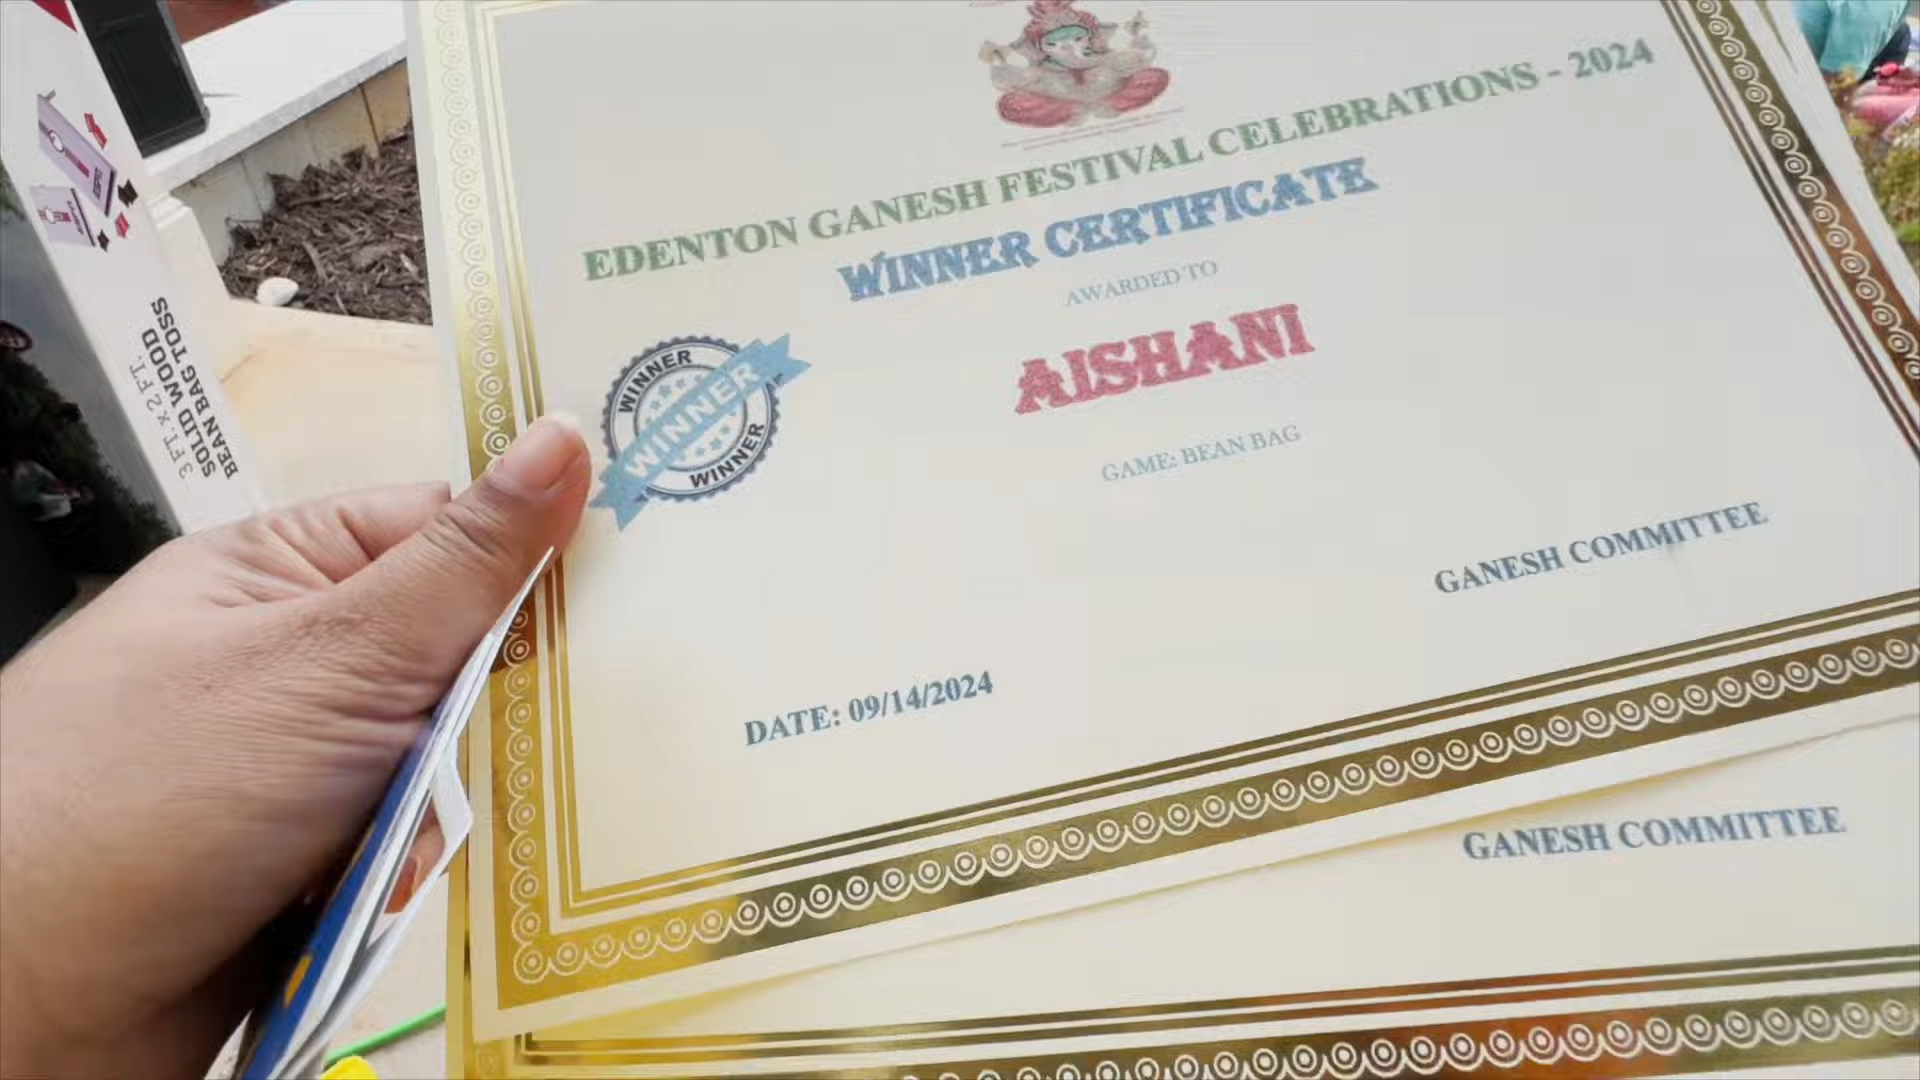 EDENTON GANESH FESTIVAL CELEBRATIONS - 2024
WINNER CERTIFICATE
AWARDED TO
AISHANI
WINNER
WINNER
WINNER
GAME: BEAN BAG
GANESH COMMITTEE
DATE: 09/14/2024
GANESH COMMITTEE
3 FT. x 2 FT.
SOLID WOOD
BEAN BAG TOSS